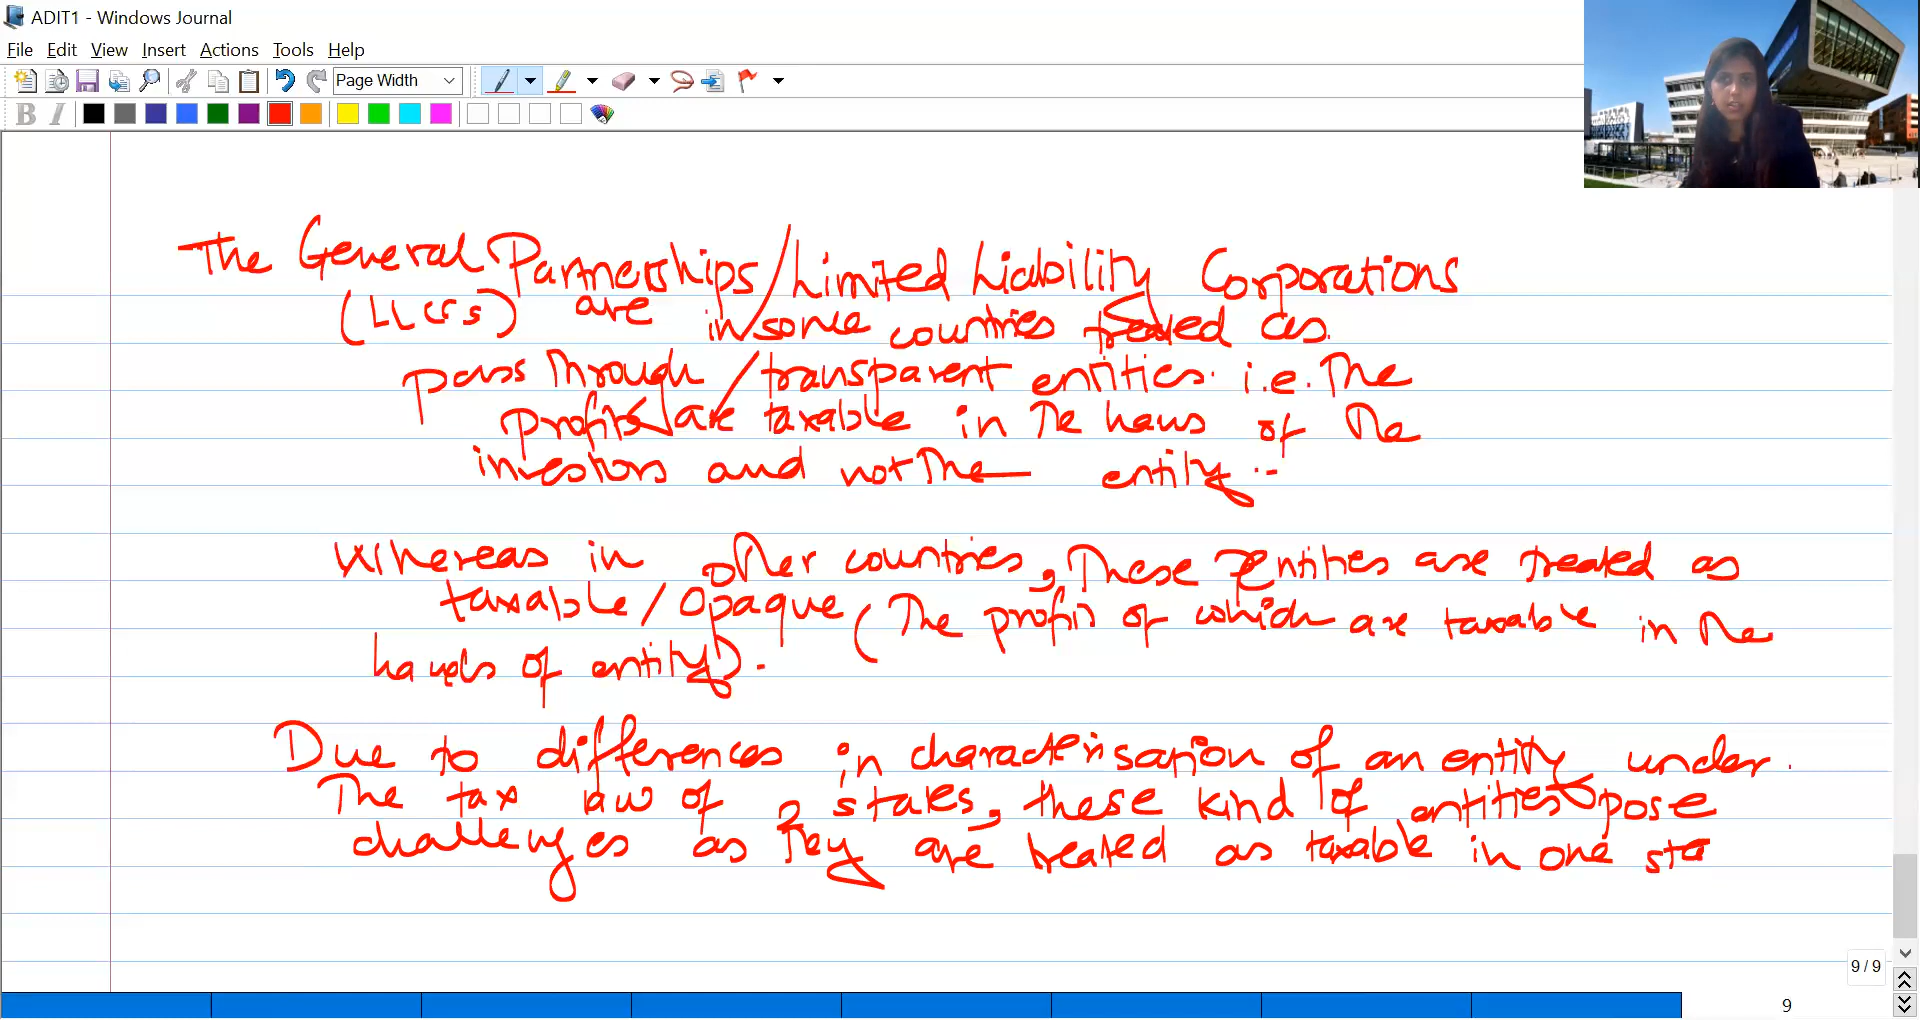 ADIT1 - Windows Journal
File Edit View Insert Actions Tools Help
Page Width
B I
The General Partnerships/Limited Liability Corporations
(LLCs) are in some countries treated as
pass through/transparent entities. i.e. The
profits are taxable in the of the
investors and not the entity :-
Whereas in other countries, these entities are treated as
taxable/Opaque (The profit of which are taxable in the
hands of entity).
Due to differences in characterisation of an entity under
The tax law of 2 states, these kind of entities pose
challenges as they are treated as taxable in one sta
9/9
9